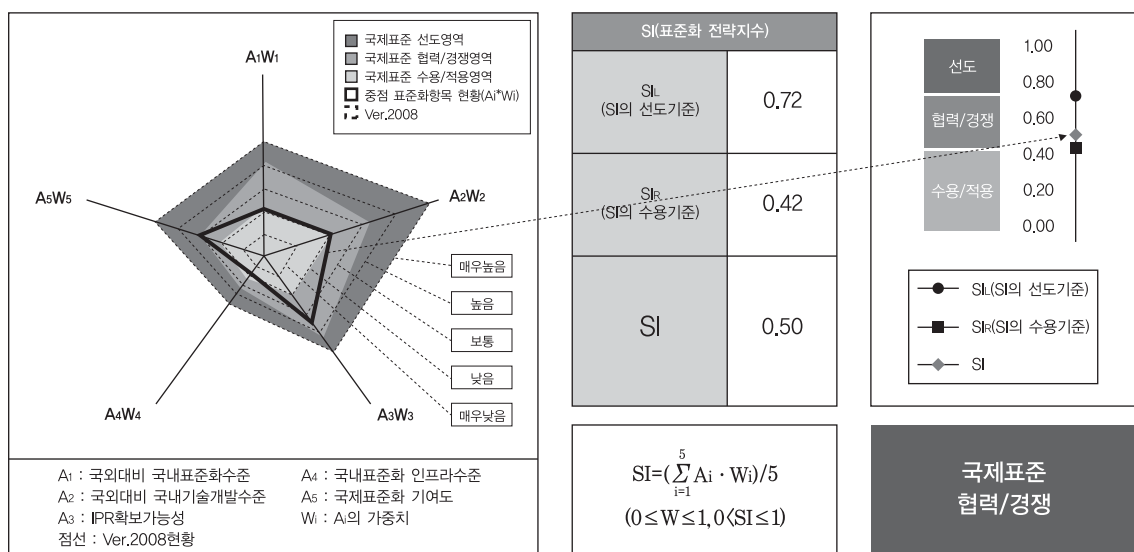 국제표준 선도영역
국제표준 협력/경쟁영역
국제표준 수용/적용영역
중점 표준화항목 현황(Ai*Wi)
Ver.2008
A₁W₁
A₂W₂
A₃W₃
A₄W₄
A₅W₅
매우높음
높음
보통
낮음
매우낮음
A₁ : 국외대비 국내표준화수준
A₂ : 국외대비 국내기술개발수준
A₃ : IPR확보가능성
점선 : Ver.2008현황
A₄ : 국내표준화 인프라수준
A₅ : 국제표준화 기여도
Wᵢ : Aᵢ의 가중치
SI(표준화 전략지수)
SIL
(SI의 선도기준)
0.72
SIR
(SI의 수용기준)
0.42
SI
0.50
SI=(5∑i=1 Ai · Wi)/5
(0≤W≤1, 0<SI≤1)
선도
협력/경쟁
수용/적용
1.00
0.80
0.60
0.40
0.20
0.00
SIL(SI의 선도기준)
SIR(SI의 수용기준)
SI
국제표준
협력/경쟁